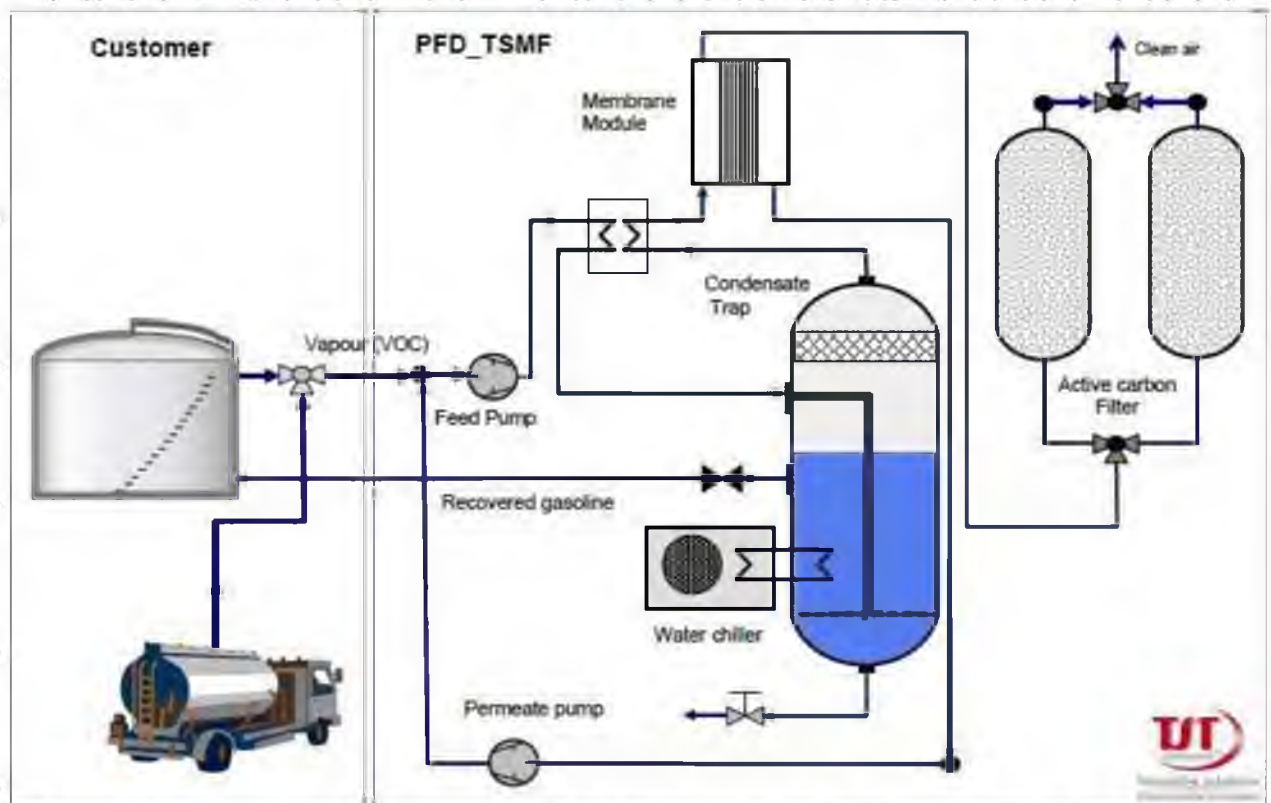 Customer
PFD_TSMF
Clean air
Membrane
Module
Condensate
Trap
Vapour (VOC)
Feed Pump
Active carbon
Filter
Recovered gasoline
Water chiller
Permeate pump